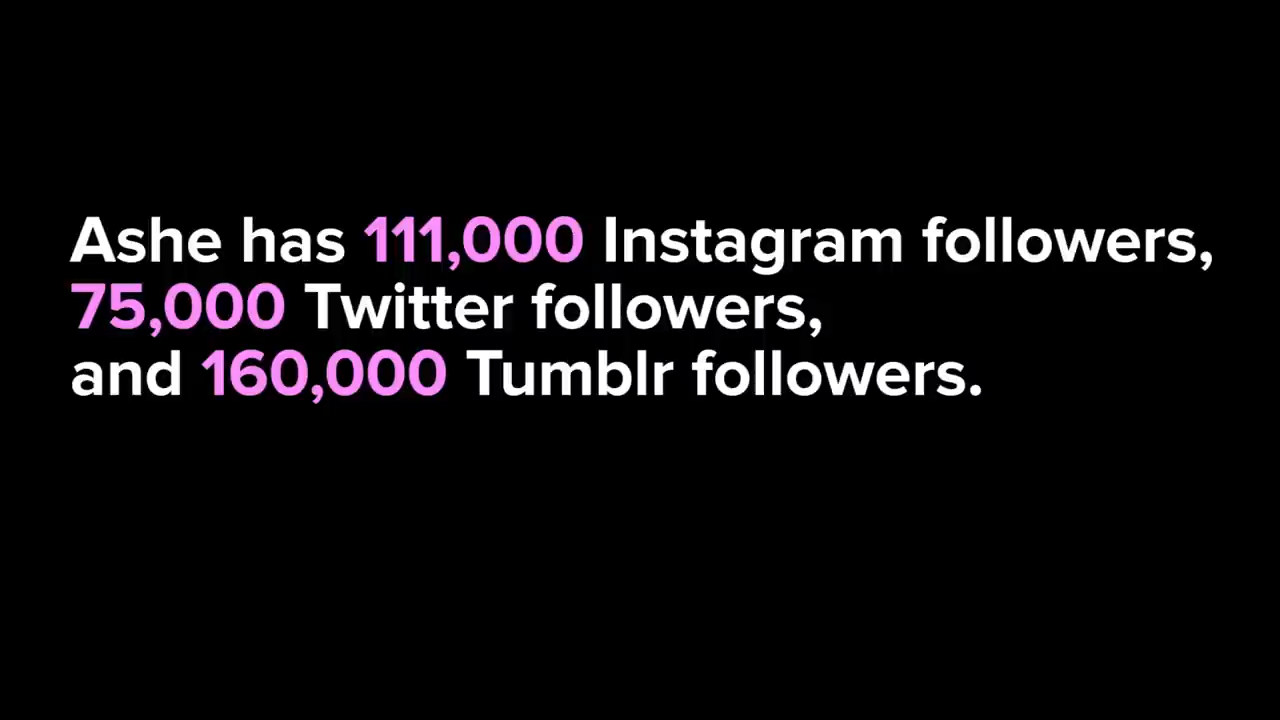 Ashe has 111,000 Instagram followers,
75,000 Twitter followers,
and 160,000 Tumblr followers.